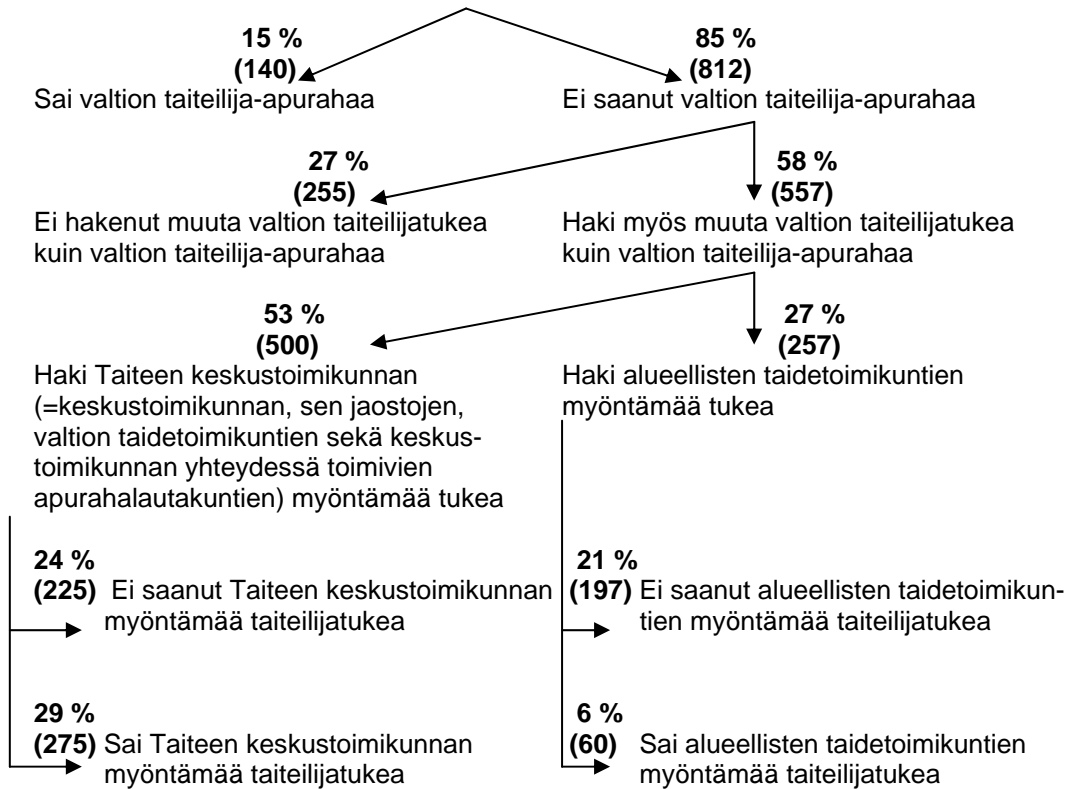 15 %
(140)
Sai valtion taiteilija-apurahaa
85 %
(812)
Ei saanut valtion taiteilija-apurahaa
27 %
(255)
Ei hakenut muuta valtion taiteilijatukea
kuin valtion taiteilija-apurahaa
58 %
(557)
Haki myös muuta valtion taiteilijatukea
kuin valtion taiteilija-apurahaa
53 %
(500)
Haki Taiteen keskustoimikunnan
(=keskustoimikunnan, sen jaostojen,
valtion taidetoimikuntien sekä keskus-
toimikunnan yhteydessä toimivien
apurahalautakuntien) myöntämää tukea
27 %
(257)
Haki alueellisten taidetoimikuntien
myöntämää tukea
24 %
(225) Ei saanut Taiteen keskustoimikunnan
myöntämää taiteilijatukea
21 %
(197) Ei saanut alueellisten taidetoimikun-
tien myöntämää taiteilijatukea
29 %
(275) Sai Taiteen keskustoimikunnan
myöntämää taiteilijatukea
6 %
(60) Sai alueellisten taidetoimikuntien
myöntämää taiteilijatukea